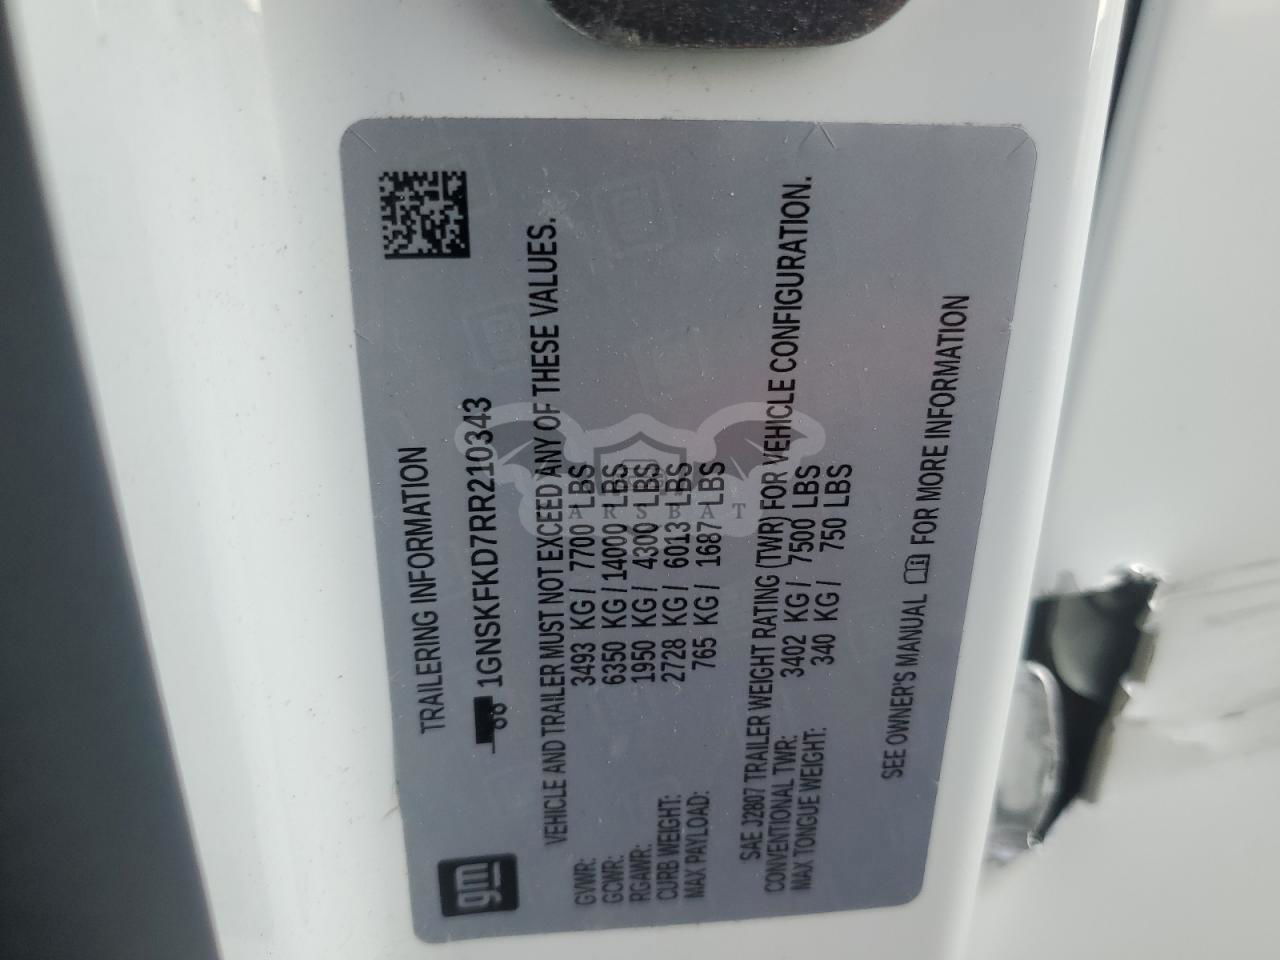 TRAILERING INFORMATION
1GNSKFKD7RR210343
VEHICLE AND TRAILER MUST NOT EXCEED ANY OF THESE VALUES.
GVWR: 3493 KG / 7700 LBS
GCWR: 6350 KG / 14000 LBS
RGAWR: 1950 KG / 4300 LBS
CURB WEIGHT: 2728 KG / 6013 LBS
MAX PAYLOAD: 765 KG / 1687 LBS
SAE J2807 TRAILER WEIGHT RATING (TWR) FOR VEHICLE CONFIGURATION.
CONVENTIONAL TWR: 3402 KG / 7500 LBS
MAX TONGUE WEIGHT: 340 KG / 750 LBS
SEE OWNER'S MANUAL FOR MORE INFORMATION
gm
ARSBAT